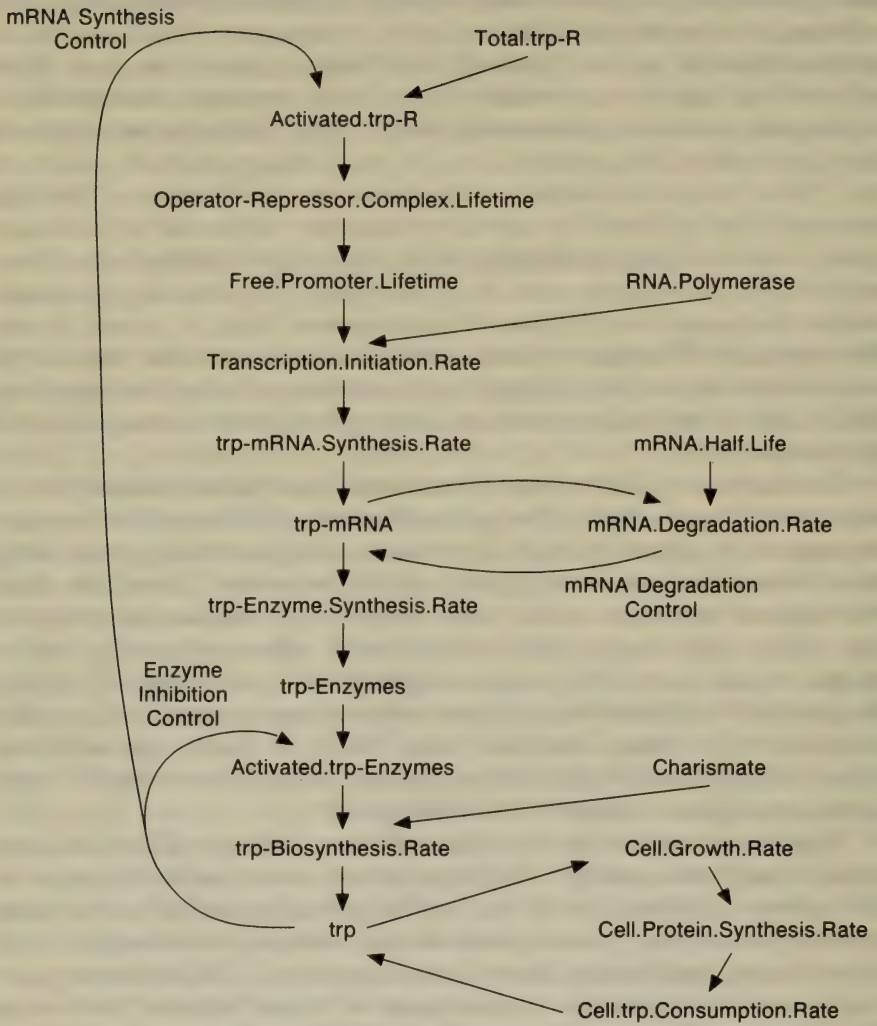 mRNA Synthesis
Control
Total.trp-R
Activated.trp-R
Operator-Repressor.Complex.Lifetime
Free.Promoter.Lifetime
RNA.Polymerase
Transcription.Initiation.Rate
trp-mRNA.Synthesis.Rate
mRNA.Half.Life
trp-mRNA
mRNA.Degradation.Rate
mRNA Degradation
Control
trp-Enzyme.Synthesis.Rate
Enzyme
Inhibition
Control
trp-Enzymes
Activated.trp-Enzymes
Charismate
trp-Biosynthesis.Rate
Cell.Growth.Rate
trp
Cell.Protein.Synthesis.Rate
Cell.trp.Consumption.Rate